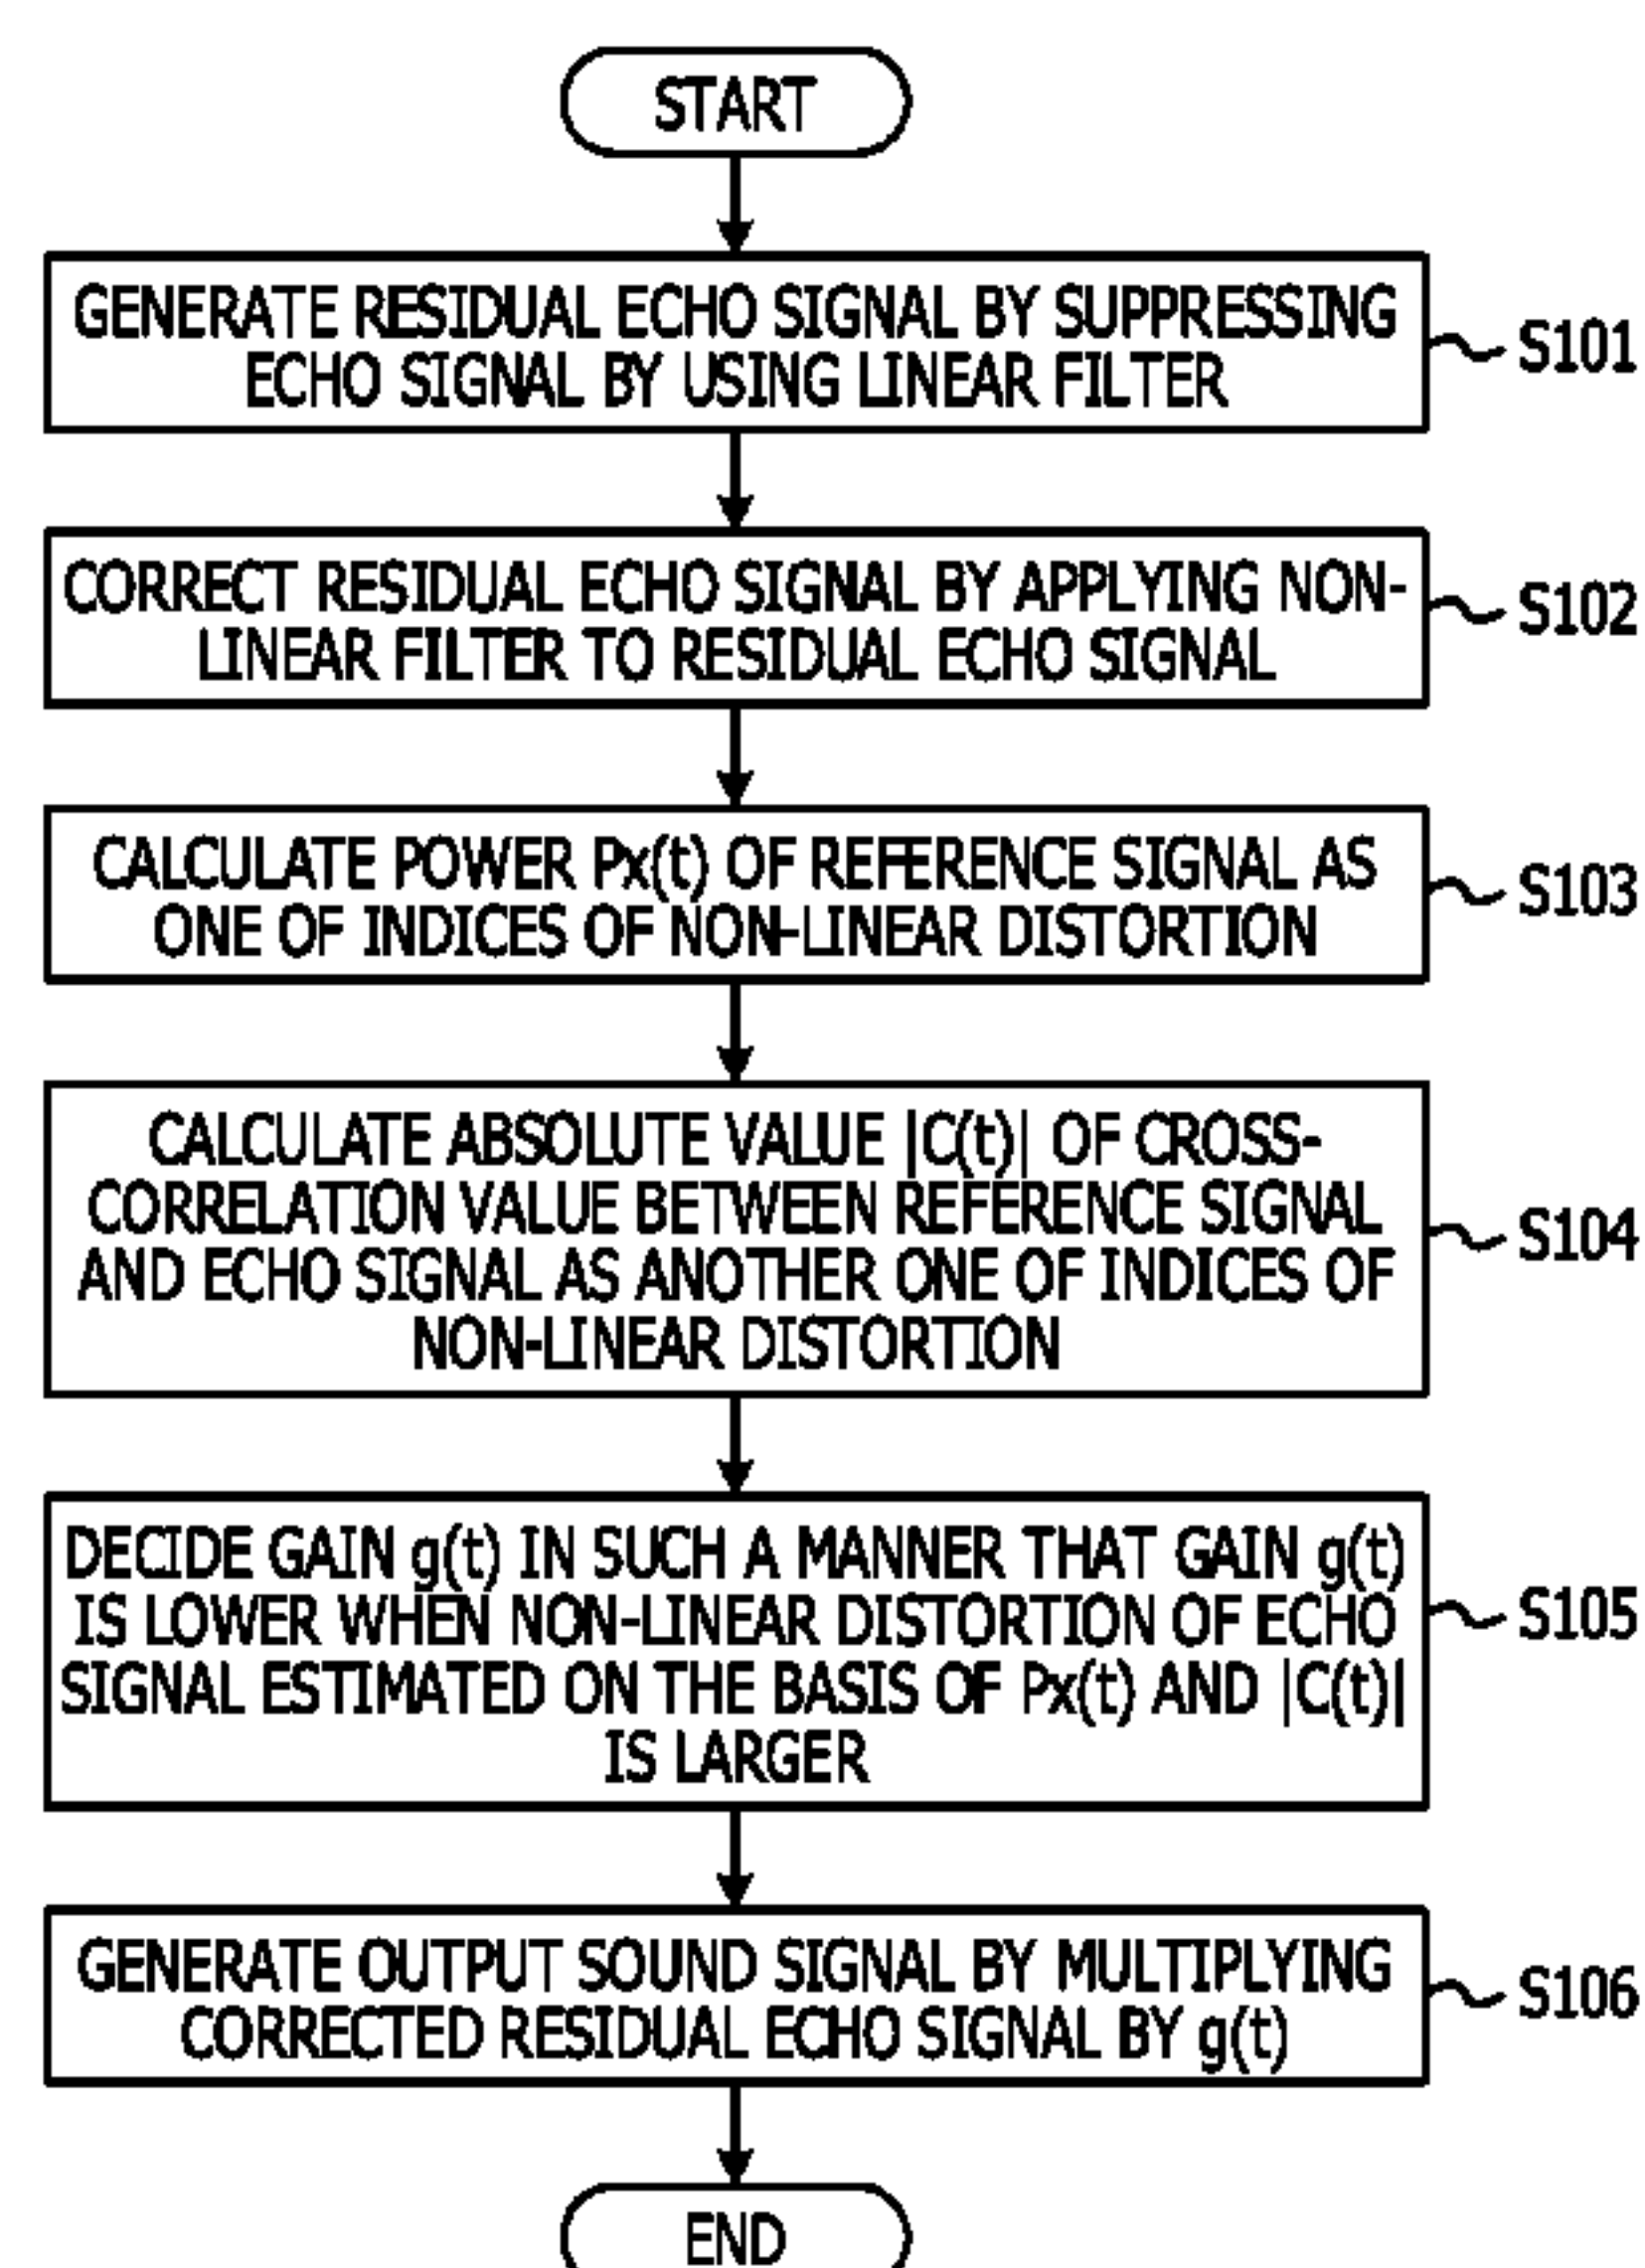 START
GENERATE RESIDUAL ECHO SIGNAL BY SUPPRESSING
ECHO SIGNAL BY USING LINEAR FILTER
S101
CORRECT RESIDUAL ECHO SIGNAL BY APPLYING NON-
LINEAR FILTER TO RESIDUAL ECHO SIGNAL
S102
CALCULATE POWER Px(t) OF REFERENCE SIGNAL AS
ONE OF INDICES OF NON-LINEAR DISTORTION
S103
CALCULATE ABSOLUTE VALUE |C(t)| OF CROSS-
CORRELATION VALUE BETWEEN REFERENCE SIGNAL
AND ECHO SIGNAL AS ANOTHER ONE OF INDICES OF
NON-LINEAR DISTORTION
S104
DECIDE GAIN g(t) IN SUCH A MANNER THAT GAIN g(t)
IS LOWER WHEN NON-LINEAR DISTORTION OF ECHO
SIGNAL ESTIMATED ON THE BASIS OF Px(t) AND |C(t)|
IS LARGER
S105
GENERATE OUTPUT SOUND SIGNAL BY MULTIPLYING
CORRECTED RESIDUAL ECHO SIGNAL BY g(t)
S106
END